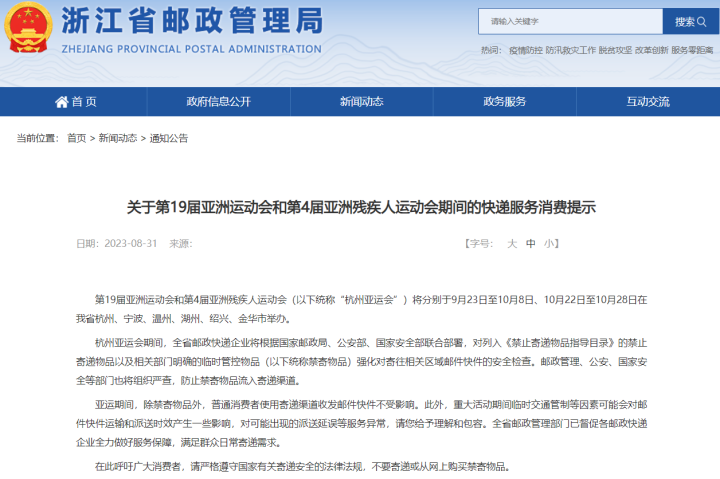 浙江省邮政管理局
ZHEJIANG PROVINCIAL POSTAL ADMINISTRATION
请输入关键字
搜索
热词： 疫情防控 防汛救灾工作 脱贫攻坚 改革创新 服务零距离
首 页
政府信息公开
新闻动态
政务服务
互动交流
当前位置： 首页 > 新闻动态 > 通知公告
关于第19届亚洲运动会和第4届亚洲残疾人运动会期间的快递服务消费提示
日期：2023-08-31 来源：
【字号： 大 中 小】
第19届亚洲运动会和第4届亚洲残疾人运动会（以下统称“杭州亚运会”）将分别于9月23日至10月8日、10月22日至10月28日在
我省杭州、宁波、温州、湖州、绍兴、金华市举办。
杭州亚运会期间，全省邮政快递企业将根据国家邮政局、公安部、国家安全部联合部署，对列入《禁止寄递物品指导目录》的禁止
寄递物品以及相关部门明确的临时管控物品（以下统称禁寄物品）强化对寄往相关区域邮件快件的安全检查。邮政管理、公安、国家安
全等部门也将组织严查，防止禁寄物品流入寄递渠道。
亚运期间，除禁寄物品外，普通消费者使用寄递渠道收发邮件快件不受影响。此外，重大活动期间临时交通管制等因素可能会对邮
件快件运输和派送时效产生一些影响，对可能出现的派送延误等服务异常，请您给予理解和包容。全省邮政管理部门已督促各邮政快递
企业全力做好服务保障，满足群众日常寄递需求。
在此呼吁广大消费者，请严格遵守国家有关寄递安全的法律法规，不要寄递或从网上购买禁寄物品。